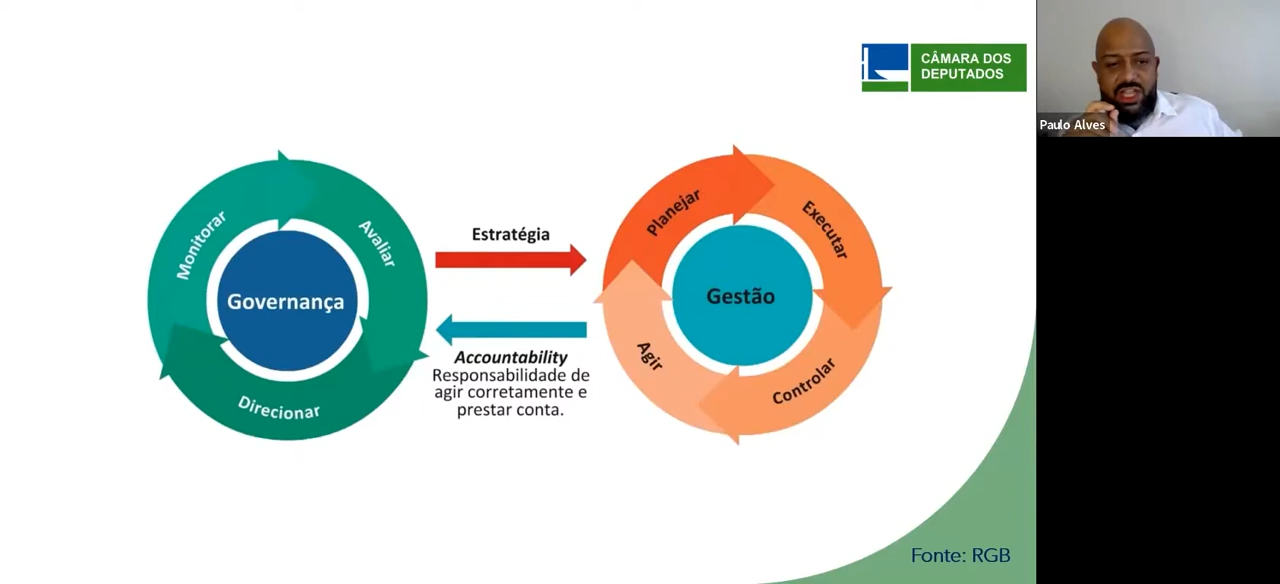 CÂMARA DOS
DEPUTADOS
Paulo Alves
Monitorar
Avaliar
Direcionar
Governança
Estratégia
Accountability
Responsabilidade de
agir corretamente e
prestar conta.
Planejar
Executar
Controlar
Agir
Gestão
Fonte: RGB